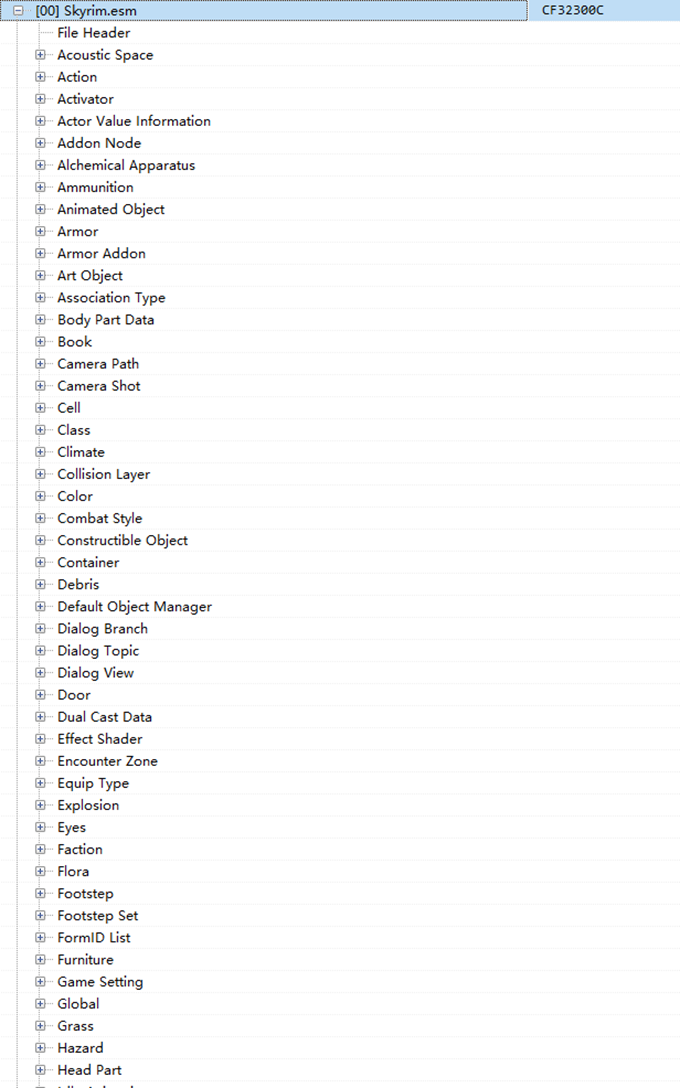 [00] Skyrim.esm CF32300C
File Header
Acoustic Space
Action
Activator
Actor Value Information
Addon Node
Alchemical Apparatus
Ammunition
Animated Object
Armor
Armor Addon
Art Object
Association Type
Body Part Data
Book
Camera Path
Camera Shot
Cell
Class
Climate
Collision Layer
Color
Combat Style
Constructible Object
Container
Debris
Default Object Manager
Dialog Branch
Dialog Topic
Dialog View
Door
Dual Cast Data
Effect Shader
Encounter Zone
Equip Type
Explosion
Eyes
Faction
Flora
Footstep
Footstep Set
FormID List
Furniture
Game Setting
Global
Grass
Hazard
Head Part